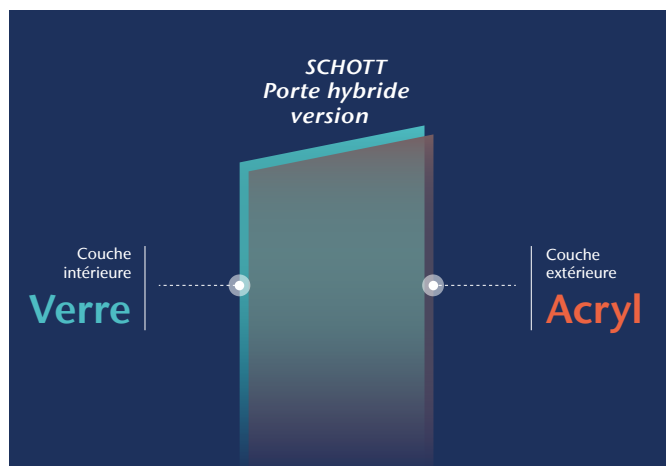 SCHOTT
Porte hybride
version
Couche
intérieure
Verre
Couche
extérieure
Acryl